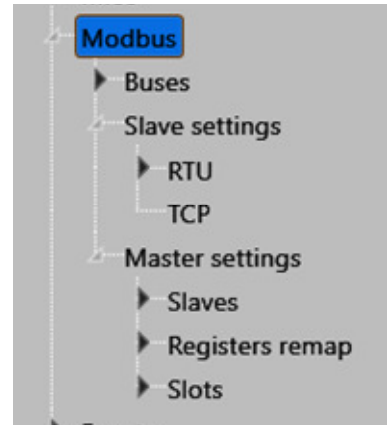 Modbus
Buses
Slave settings
RTU
TCP
Master settings
Slaves
Registers remap
Slots